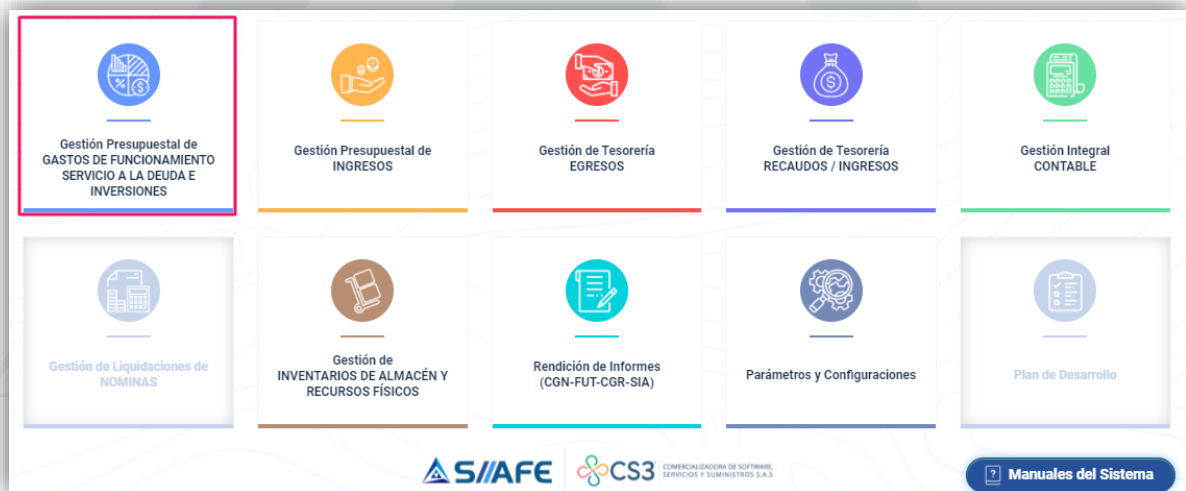 Gestión Presupuestal de
GASTOS DE FUNCIONAMIENTO
SERVICIO A LA DEUDA E
INVERSIONES
Gestión Presupuestal de
INGRESOS
Gestión de Tesorería
EGRESOS
Gestión de Tesorería
RECAUDOS / INGRESOS
Gestión Integral
CONTABLE
Gestión de Liquidaciones de
NOMINAS
Gestión de
INVENTARIOS DE ALMACÉN Y
RECURSOS FÍSICOS
Rendición de Informes
(CGN-FUT-CGR-SIA)
Parámetros y Configuraciones
Plan de Desarrollo
SIIAFE
CS3
COMERCIALIZADORA DE SOFTWARE,
SERVICIOS Y SUMINISTROS S.A.S
Manuales del Sistema